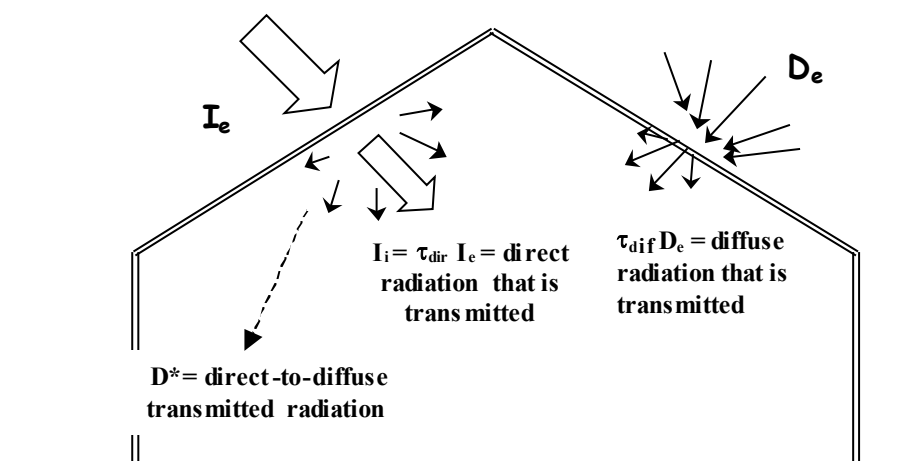 Iₑ
Dₑ
Iᵢ = τdir Iₑ = direct
radiation that is
transmitted
τdif Dₑ = diffuse
radiation that is
transmitted
D* = direct-to-diffuse
transmitted radiation